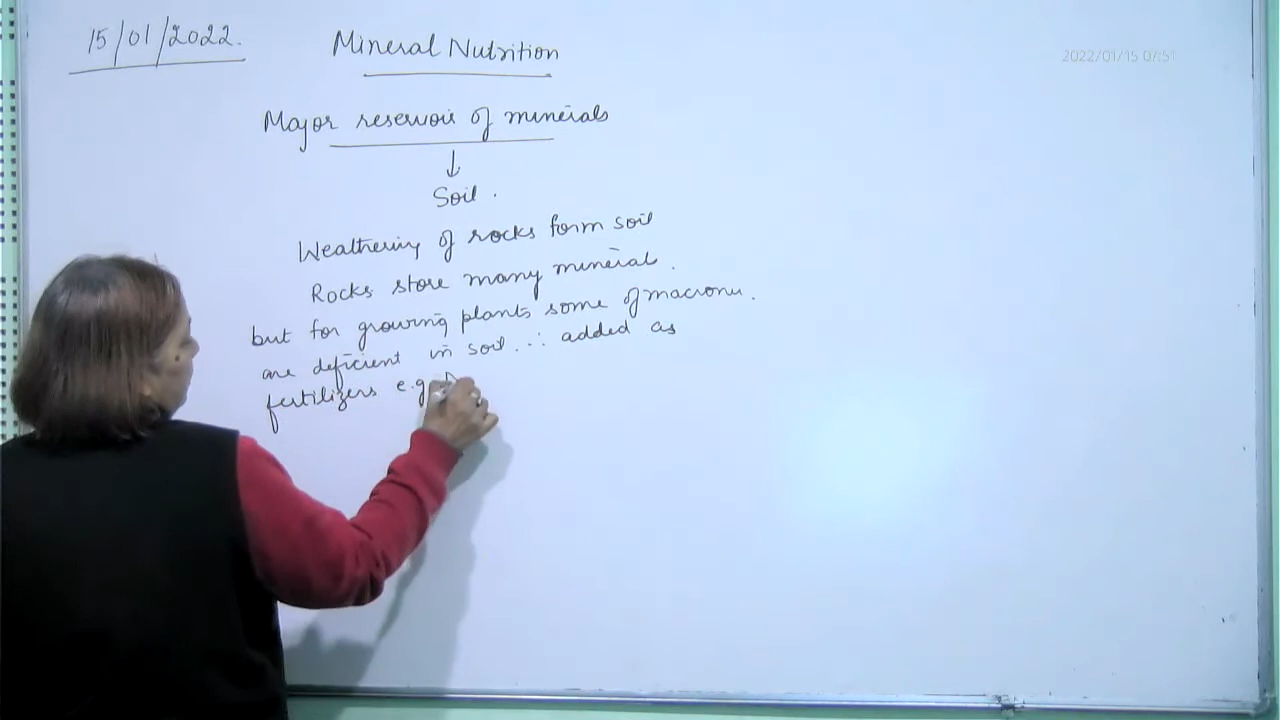 15/01/2022.
Mineral Nutrition
2022/01/15 07:51
Major reservoir of minerals
↓
Soil.
Weathering of rocks form soil
Rocks store many mineral.
but for growing plants some of macronu.
are deficient in soil. ∴ added as
fertilizers e.g.